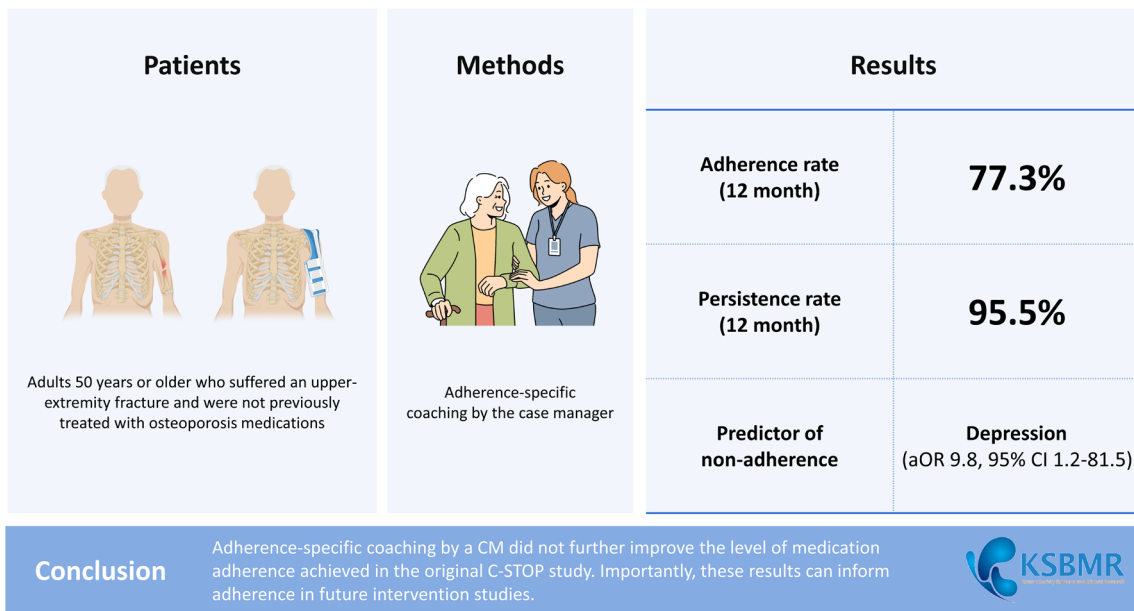 Patients
Adults 50 years or older who suffered an upper-
extremity fracture and were not previously
treated with osteoporosis medications
Methods
Adherence-specific
coaching by the case manager
Results
Adherence rate
(12 month)
77.3%
Persistence rate
(12 month)
95.5%
Predictor of
non-adherence
Depression
(aOR 9.8, 95% CI 1.2-81.5)
Conclusion
Adherence-specific coaching by a CM did not further improve the level of medication
adherence achieved in the original C-STOP study. Importantly, these results can inform
adherence in future intervention studies.
KSBMR